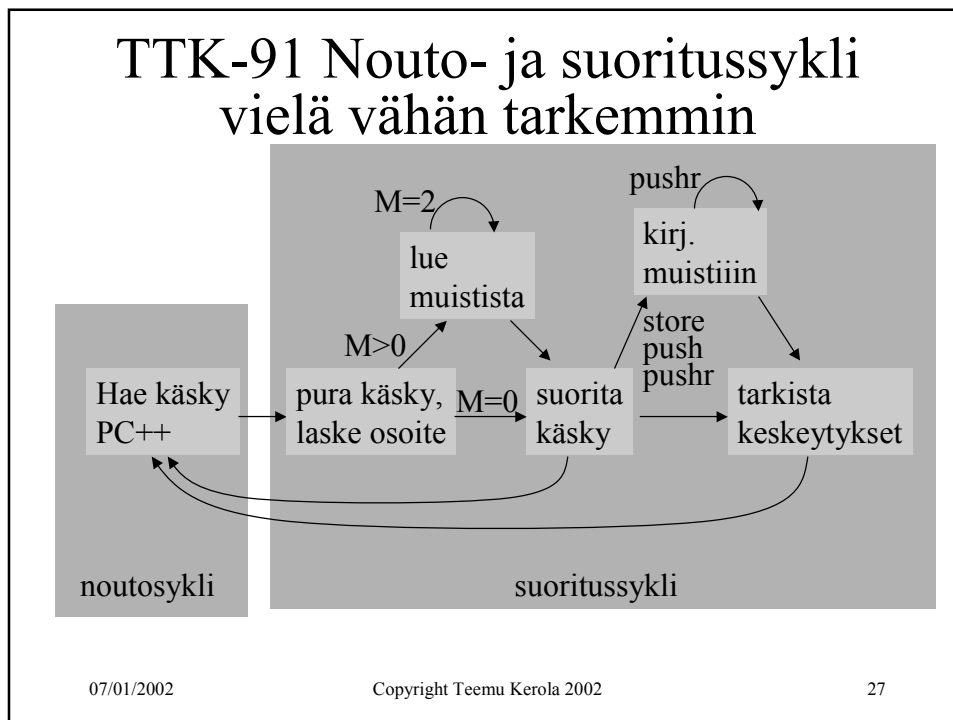 TTK-91 Nouto- ja suoritussykli
vielä vähän tarkemmin
pushr
M=2
kirj.
muistiiin
lue
muistista
store
push
pushr
M>0
Hae käsky
PC++
pura käsky,
laske osoite
M=0
suorita
käsky
tarkista
keskeytykset
noutosykli
suoritussykli
07/01/2002
Copyright Teemu Kerola 2002
27